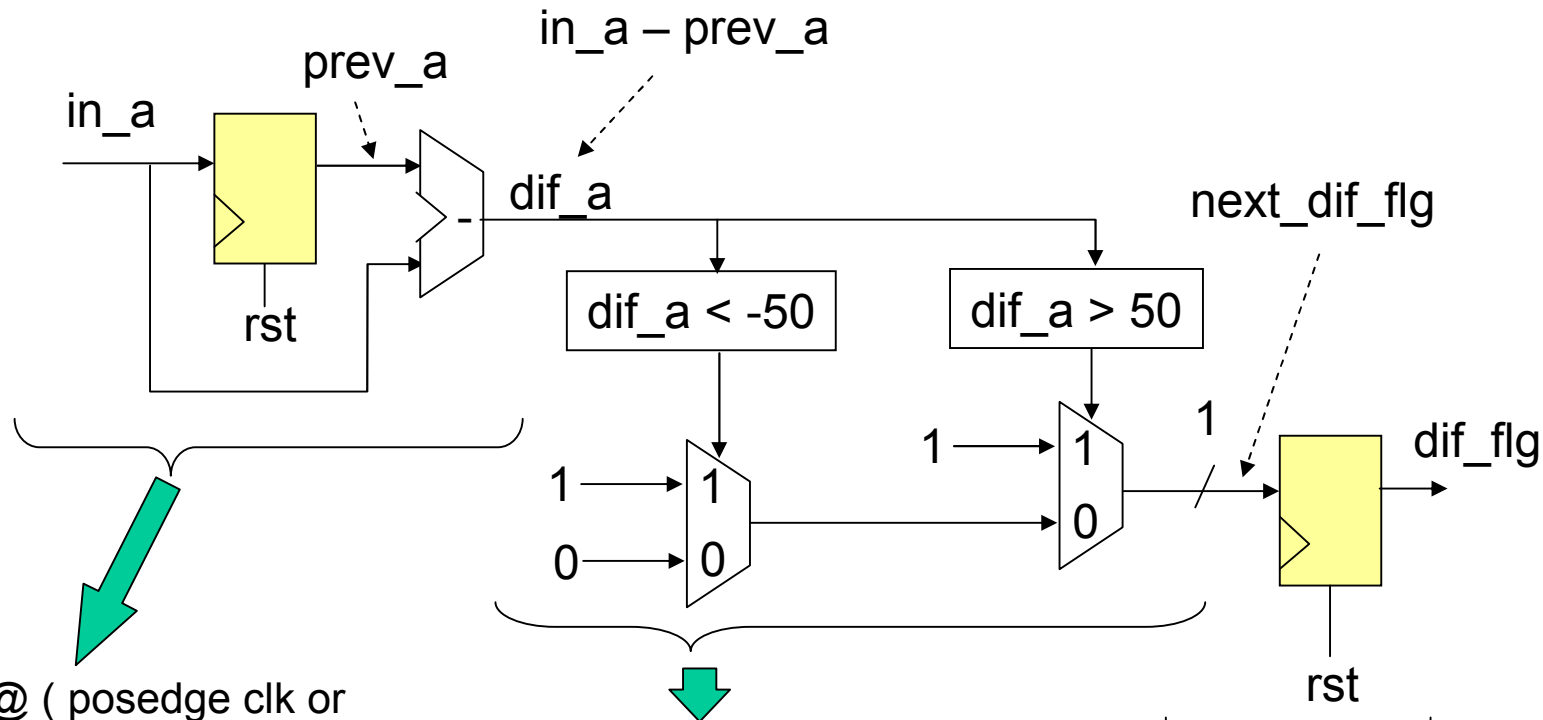 in_a – prev_a
prev_a
in_a
dif_a
-
next_dif_flg
rst
dif_a < -50
dif_a > 50
1
1
1
dif_flg
1
1
0
0
0
rst
@ ( posedge clk or